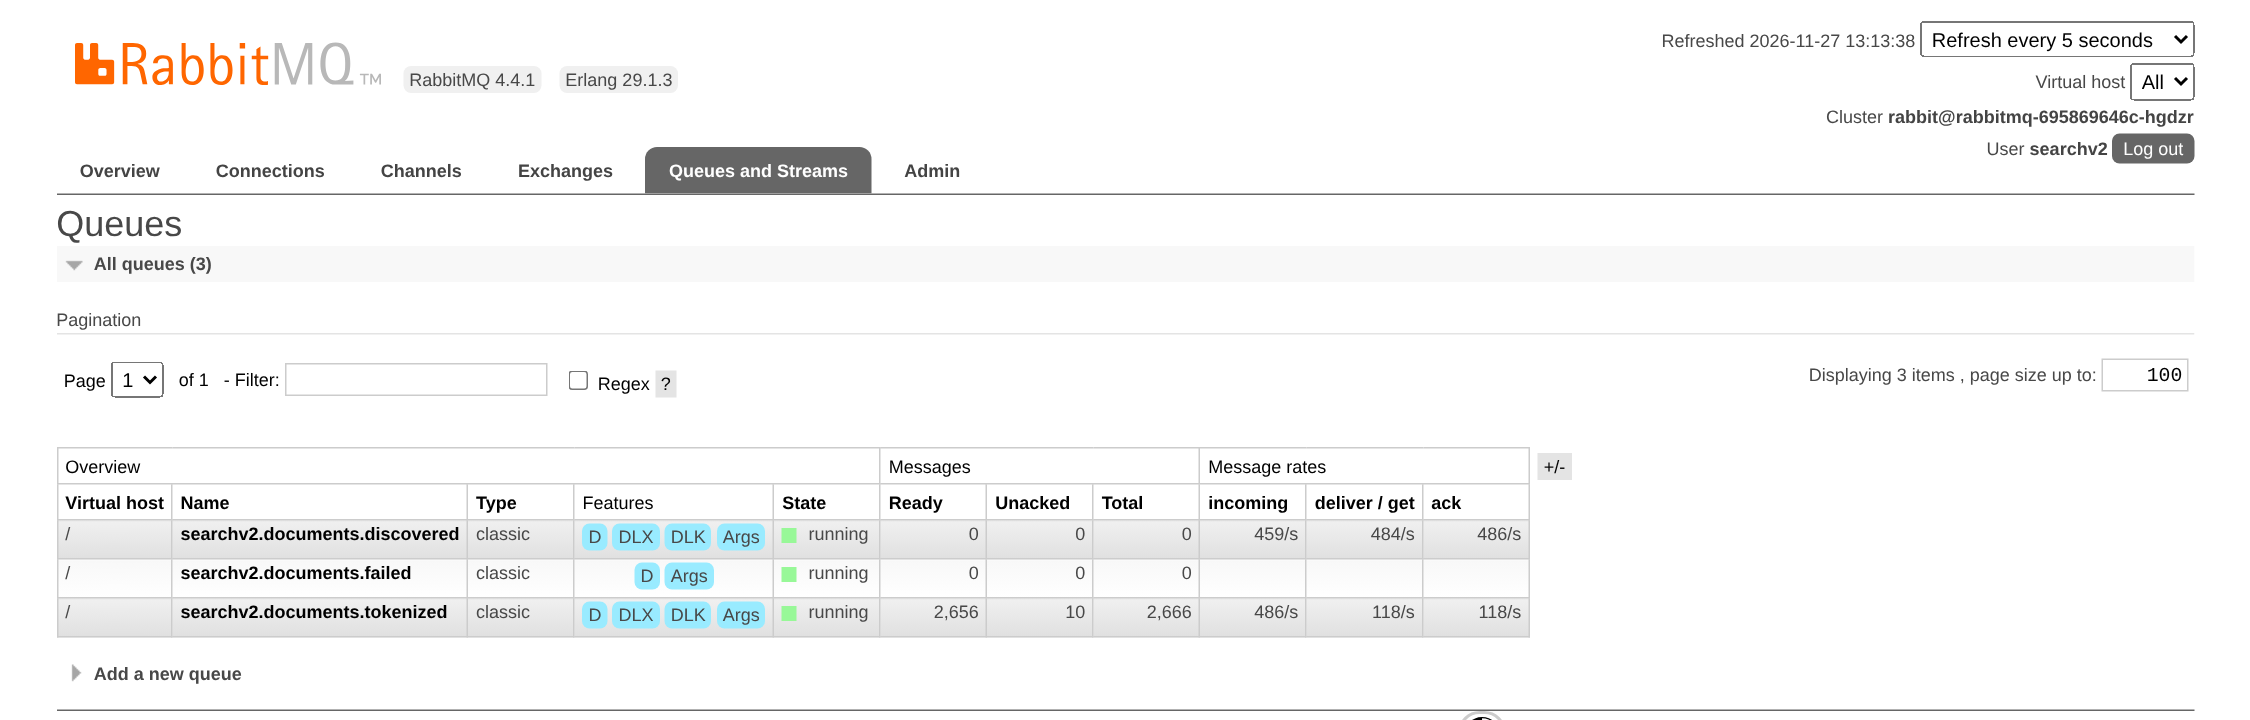 RabbitMQ TM RabbitMQ 4.4.1 Erlang 29.1.3
Refreshed 2026-11-27 13:13:38 Refresh every 5 seconds
Virtual host All
Cluster rabbit@rabbitmq-695869646c-hgdzr
User searchv2 Log out
Overview Connections Channels Exchanges Queues and Streams Admin
Queues
All queues (3)
Pagination
Page 1 of 1 - Filter: Regex ? Displaying 3 items , page size up to: 100
Overview Messages Message rates +/-
Virtual host Name Type Features State Ready Unacked Total incoming deliver / get ack
/ searchv2.documents.discovered classic D DLX DLK Args running 0 0 0 459/s 484/s 486/s
/ searchv2.documents.failed classic D Args running 0 0 0
/ searchv2.documents.tokenized classic D DLX DLK Args running 2,656 10 2,666 486/s 118/s 118/s
Add a new queue